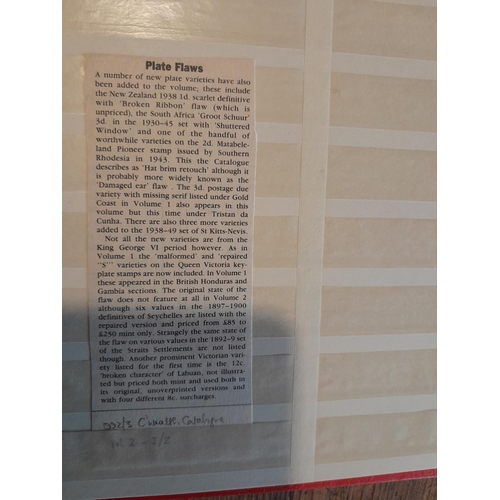 Plate Flaws
A number of new plate varieties have also
been added to the volume, these include
the New Zealand 1938 1d. scarlet definitive
with 'Broken Ribbon' flaw (which is
unpriced), the South Africa 'Groot Schuur'
3d. in the 1930-45 set with 'Shuttered
Window' and one of the handful of
worthwhile varieties on the 2d. Matabele-
land Pioneer stamp issued by Southern
Rhodesia in 1943. This the Catalogue
describes as 'Hat brim retouch' although it
is probably more widely known as the
'Damaged ear' flaw . The 3d. postage due
variety with missing serif listed under Gold
Coast in Volume 1 also appears in this
volume but this time under Tristan da
Cunha. There are also three more varieties
added to the 1938-49 set of St Kitts-Nevis.
Not all the new varieties are from the
King George VI period however. As in
Volume 1 the 'malformed' and 'repaired
"S"' varieties on the Queen Victoria key-
plate stamps are now included. In Volume 1
these appeared in the British Honduras and
Gambia sections. The original state of the
flaw does not feature at all in Volume 2
although six values in the 1897-1900
definitives of Seychelles are listed with the
repaired version and priced from £85 to
£250 mint only. Strangely the same state of
the flaw on various values in the 1892-9 set
of the Straits Settlements are not listed
though. Another prominent Victorian vari-
ety listed for the first time is the 12c.
'broken character' of Labuan, not illustra-
ted but priced both mint and used both in
its original, unoverprinted versions and
with four different 8c. surcharges.
Vol 2 -